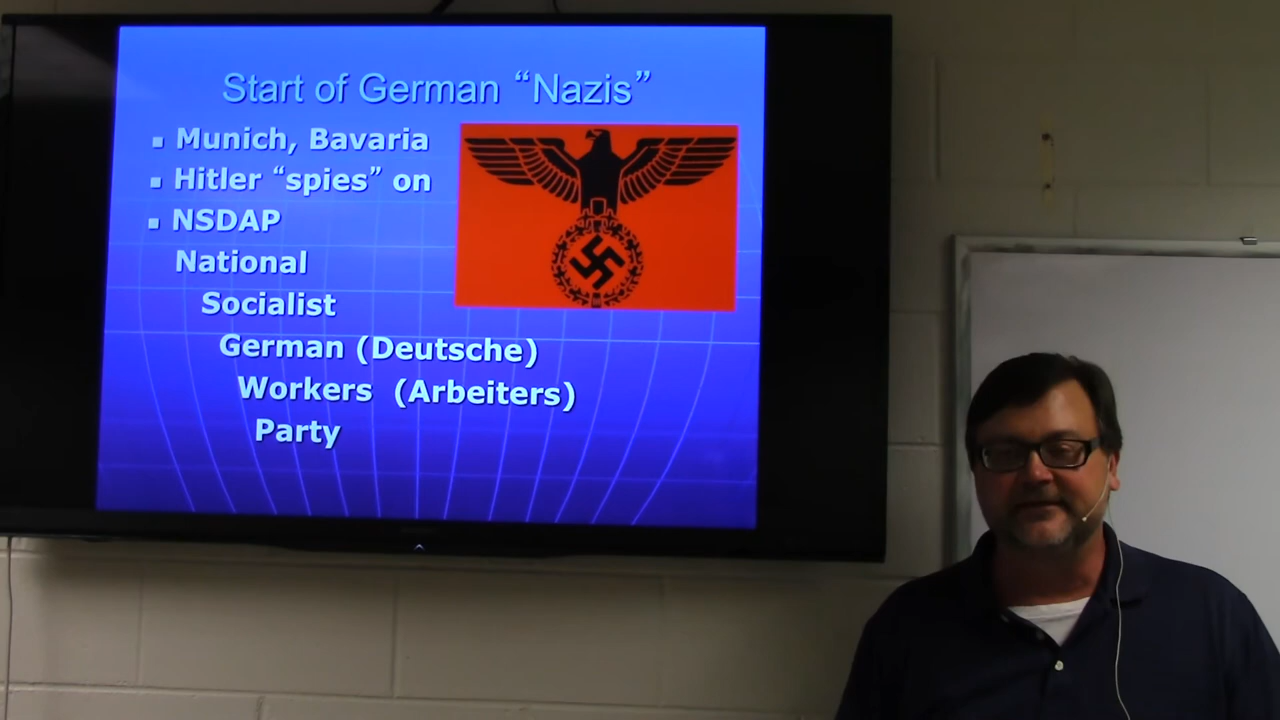 Start of German “Nazis”
Munich, Bavaria
Hitler “spies” on
NSDAP
National
Socialist
German (Deutsche)
Workers (Arbeiters)
Party